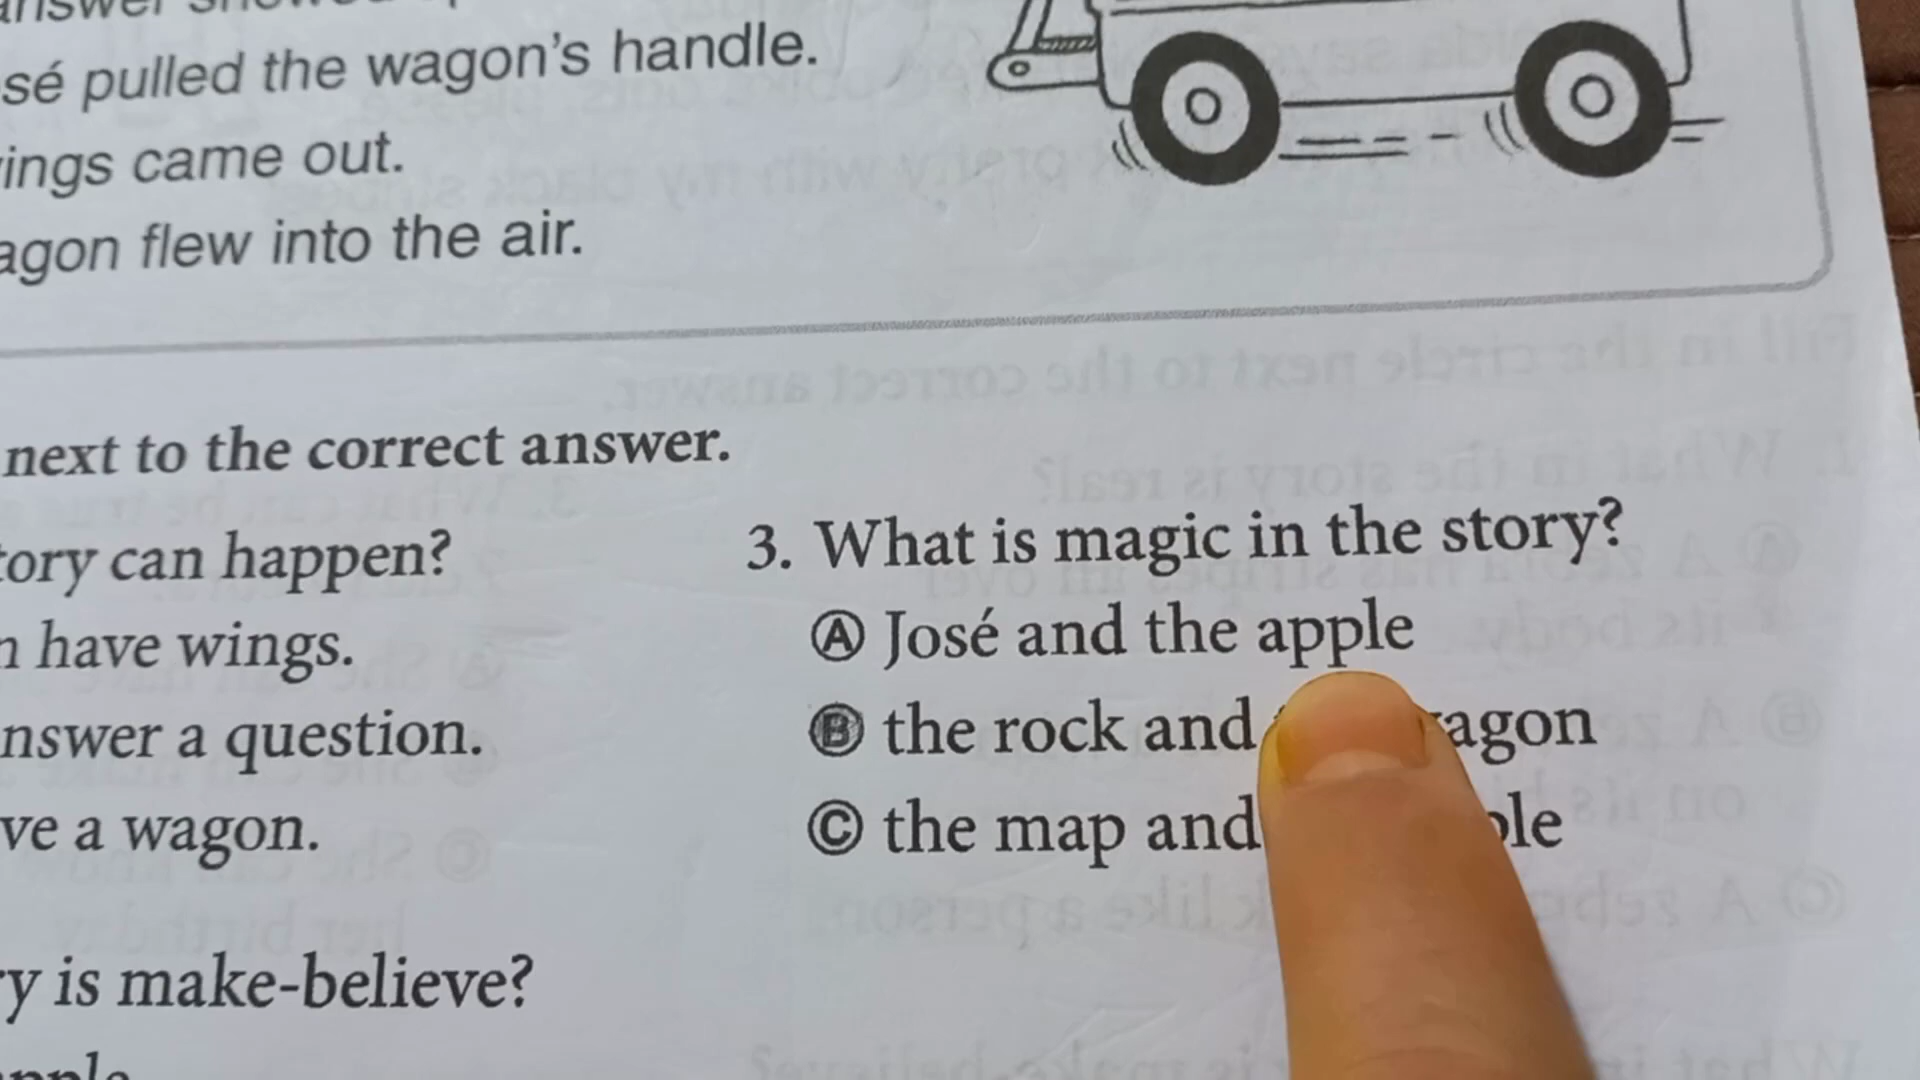 sé pulled the wagon's handle.
ings came out.
agon flew into the air.
next to the correct answer.
ory can happen?
have wings.
nswer a question.
ve a wagon.
y is make-believe?
3. What is magic in the story?
Ⓐ José and the apple
Ⓑ the rock and agon
Ⓒ the map and le